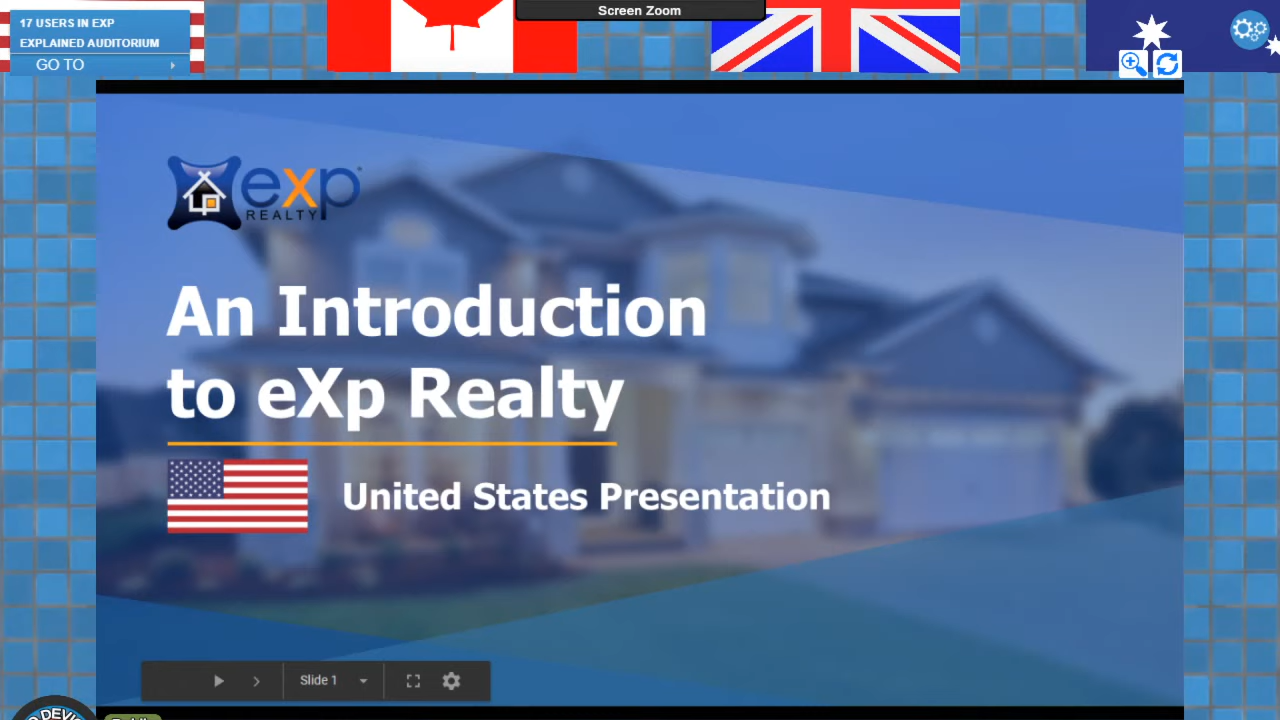 Screen Zoom
17 USERS IN EXP
EXPLAINED AUDITORIUM
GO TO
eXp
REALTY
An Introduction
to eXp Realty
United States Presentation
Slide 1